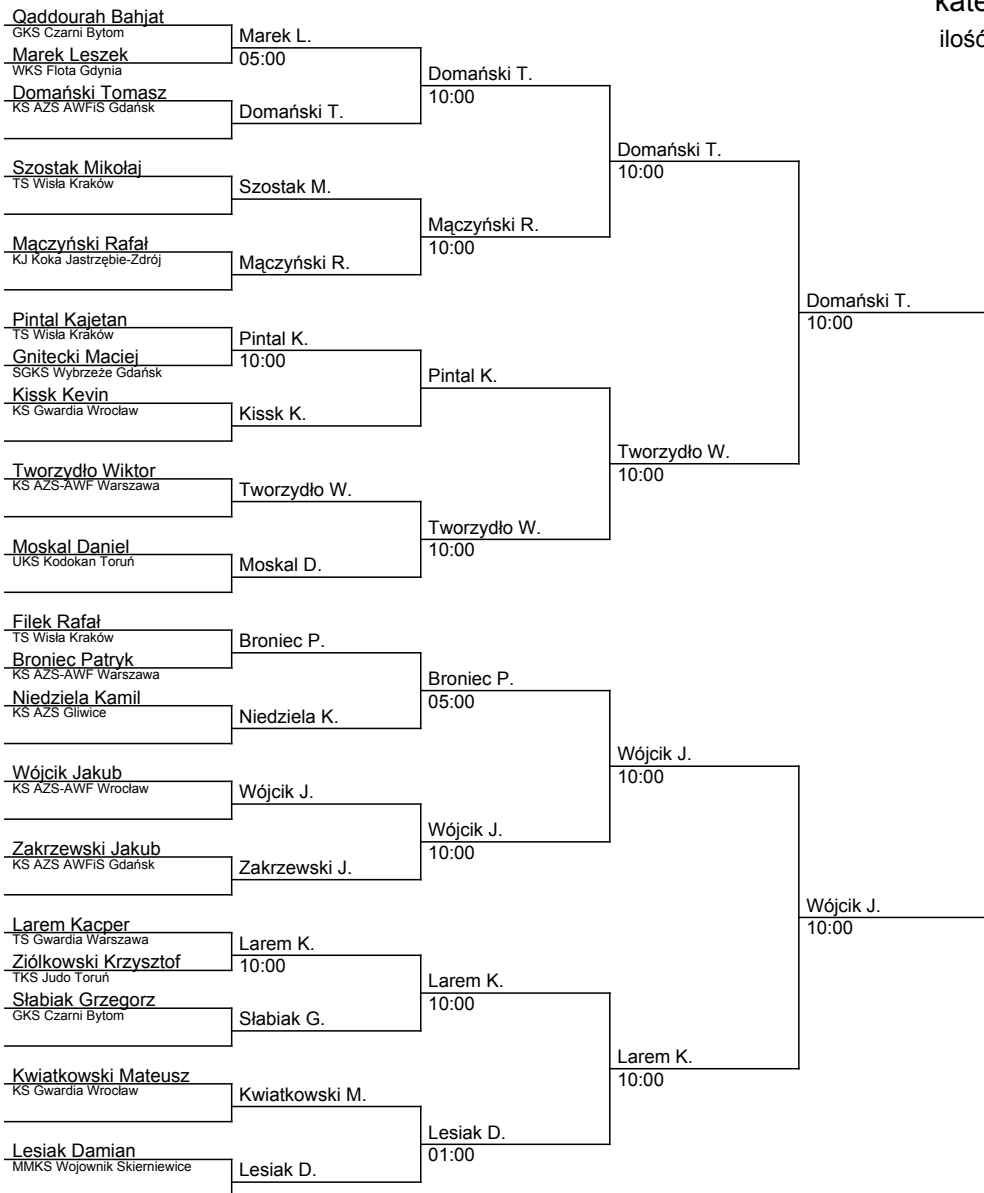 kate
ilość
Qaddourah Bahjat
GKS Czarni Bytom
Marek L.
05:00
Marek Leszek
WKS Flota Gdynia
Domański T.
10:00
Domański Tomasz
KS AZS AWFiS Gdańsk
Domański T.
Domański T.
10:00
Szostak Mikołaj
TS Wisła Kraków
Szostak M.
Mączyński R.
10:00
Mączyński Rafał
KJ Koka Jastrzębie-Zdrój
Mączyński R.
Domański T.
10:00
Pintal Kajetan
TS Wisła Kraków
Pintal K.
10:00
Gnitecki Maciej
SGKS Wybrzeże Gdańsk
Pintal K.
Kissk Kevin
KS Gwardia Wrocław
Kissk K.
Tworzydło W.
10:00
Tworzydło Wiktor
KS AZS-AWF Warszawa
Tworzydło W.
Tworzydło W.
10:00
Moskal Daniel
UKS Kodokan Toruń
Moskal D.
Filek Rafał
TS Wisła Kraków
Broniec P.
Broniec Patryk
KS AZS-AWF Warszawa
Broniec P.
05:00
Niedziela Kamil
KS AZS Gliwice
Niedziela K.
Wójcik J.
10:00
Wójcik Jakub
KS AZS-AWF Wrocław
Wójcik J.
Wójcik J.
10:00
Zakrzewski Jakub
KS AZS AWFiS Gdańsk
Zakrzewski J.
Wójcik J.
10:00
Larem Kacper
TS Gwardia Warszawa
Larem K.
10:00
Ziólkowski Krzysztof
TKS Judo Toruń
Larem K.
10:00
Słabiak Grzegorz
GKS Czarni Bytom
Słabiak G.
Larem K.
10:00
Kwiatkowski Mateusz
KS Gwardia Wrocław
Kwiatkowski M.
Lesiak D.
01:00
Lesiak Damian
MMKS Wojownik Skierniewice
Lesiak D.